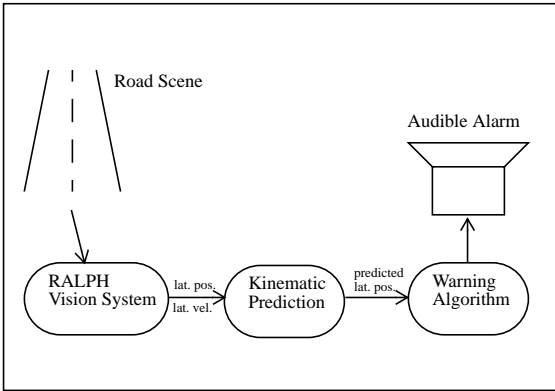 Road Scene
Audible Alarm
RALPH
Vision System
lat. pos.
lat. vel.
Kinematic
Prediction
predicted
lat. pos.
Warning
Algorithm